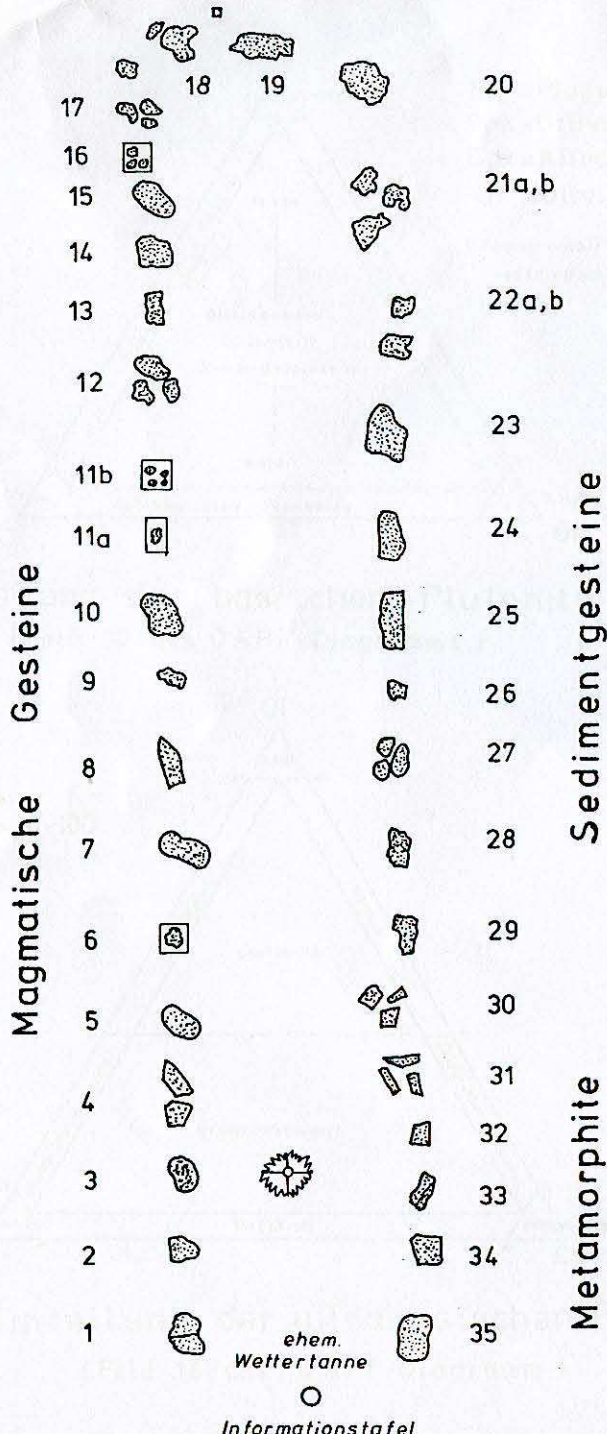 18 19 20
17
16
15 21a,b
14
13 22a,b
12
23
11b
11a 24
10 25
9 26
8 27
7 28
6 29
5 30
4 31
32
3 33
2 34
1 35
Magmatische Gesteine
Sedimentgesteine
Metamorphite
ehem.
Wettertanne
Informationstafel